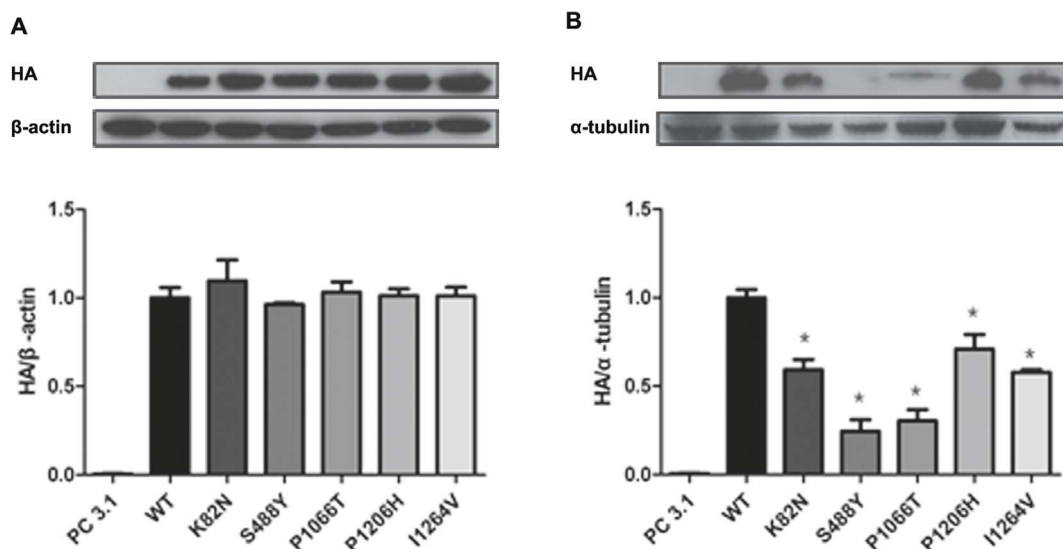 A
HA
β-actin
HA/β -actin
1.5
1.0
0.5
0.0
PC 3.1
WT
K82N
S488Y
P1066T
P1206H
I1264V
B
HA
α-tubulin
HA/α -tubulin
1.5
1.0
0.5
0.0
*
*
*
*
*
PC 3.1
WT
K82N
S488Y
P1066T
P1206H
I1264V